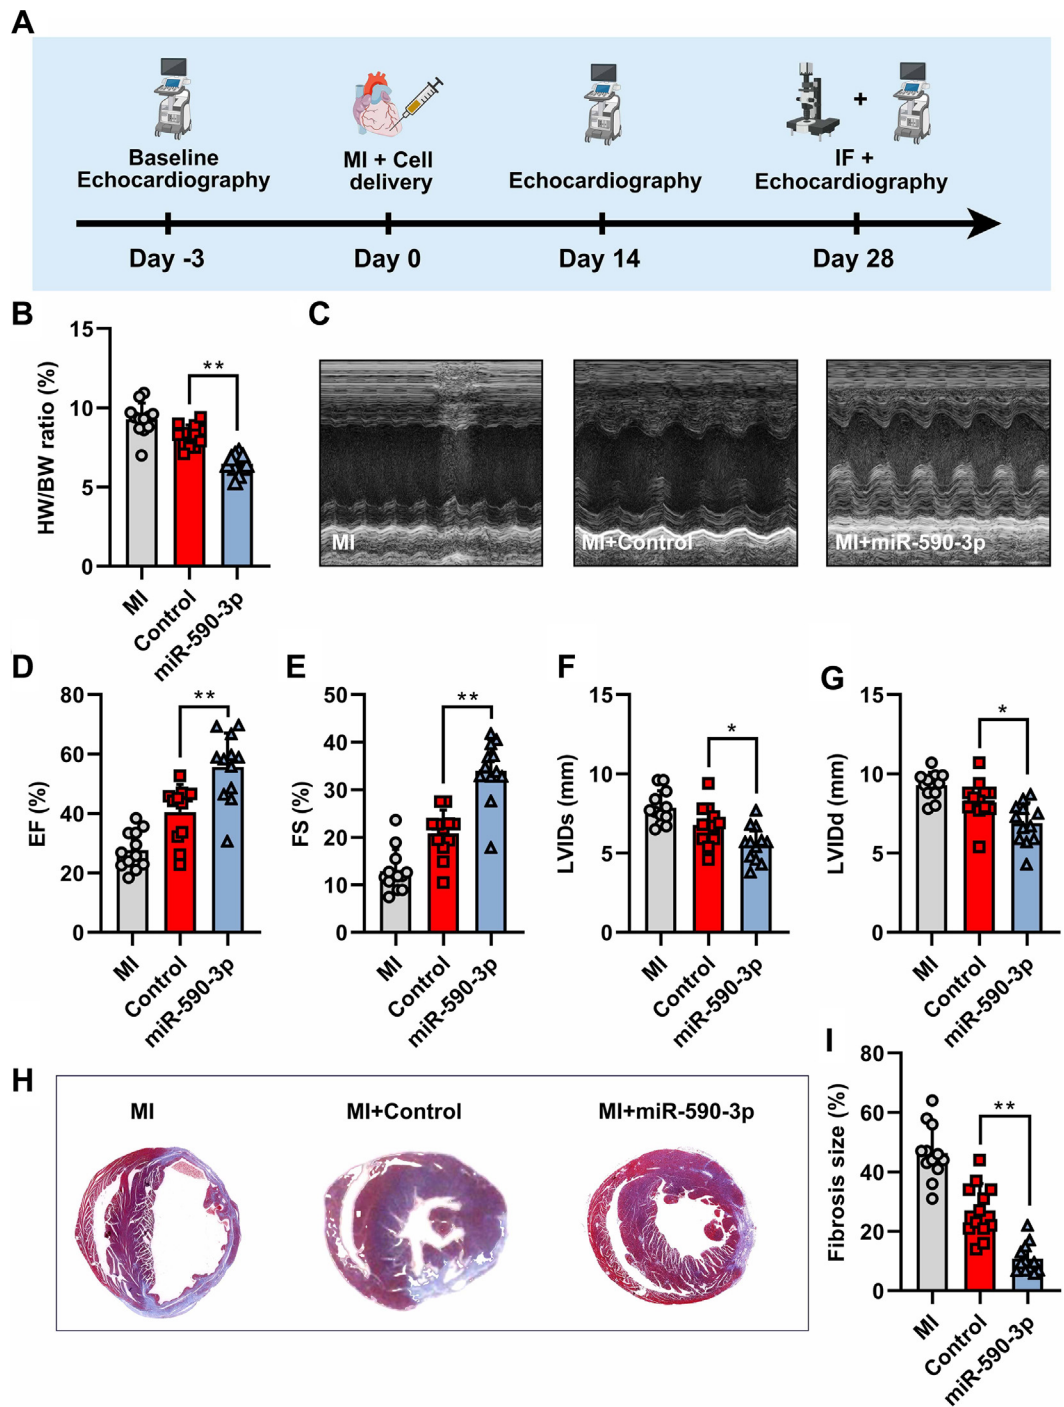 A
Baseline
Echocardiography
MI + Cell
delivery
Echocardiography
+
IF +
Echocardiography
Day -3
Day 0
Day 14
Day 28
B
HW/BW ratio (%)
15
10
5
0
**
MI
Control
miR-590-3p
C
MI
MI+Control
MI+miR-590-3p
D
EF (%)
80
60
40
20
0
**
MI
Control
miR-590-3p
E
FS (%)
50
40
30
20
10
0
**
MI
Control
miR-590-3p
F
LVIDs (mm)
15
10
5
0
*
MI
Control
miR-590-3p
G
LVIDd (mm)
15
10
5
0
*
MI
Control
miR-590-3p
H
MI
MI+Control
MI+miR-590-3p
I
Fibrosis size (%)
80
60
40
20
0
**
MI
Control
miR-590-3p